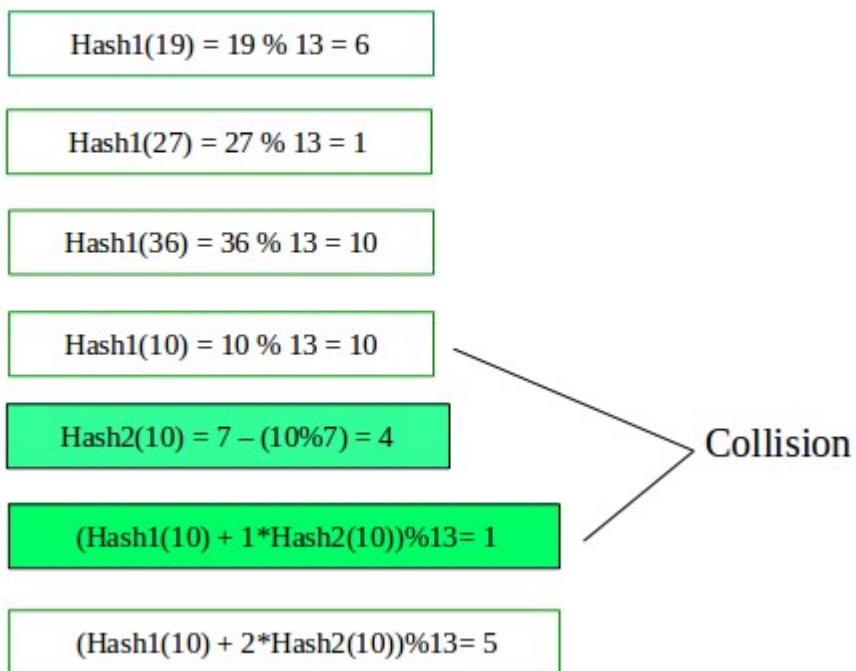 Hash1(19) = 19 % 13 = 6
Hash1(27) = 27 % 13 = 1
Hash1(36) = 36 % 13 = 10
Hash1(10) = 10 % 13 = 10
Hash2(10) = 7 – (10%7) = 4
Collision
(Hash1(10) + 1*Hash2(10))%13= 1
(Hash1(10) + 2*Hash2(10))%13= 5